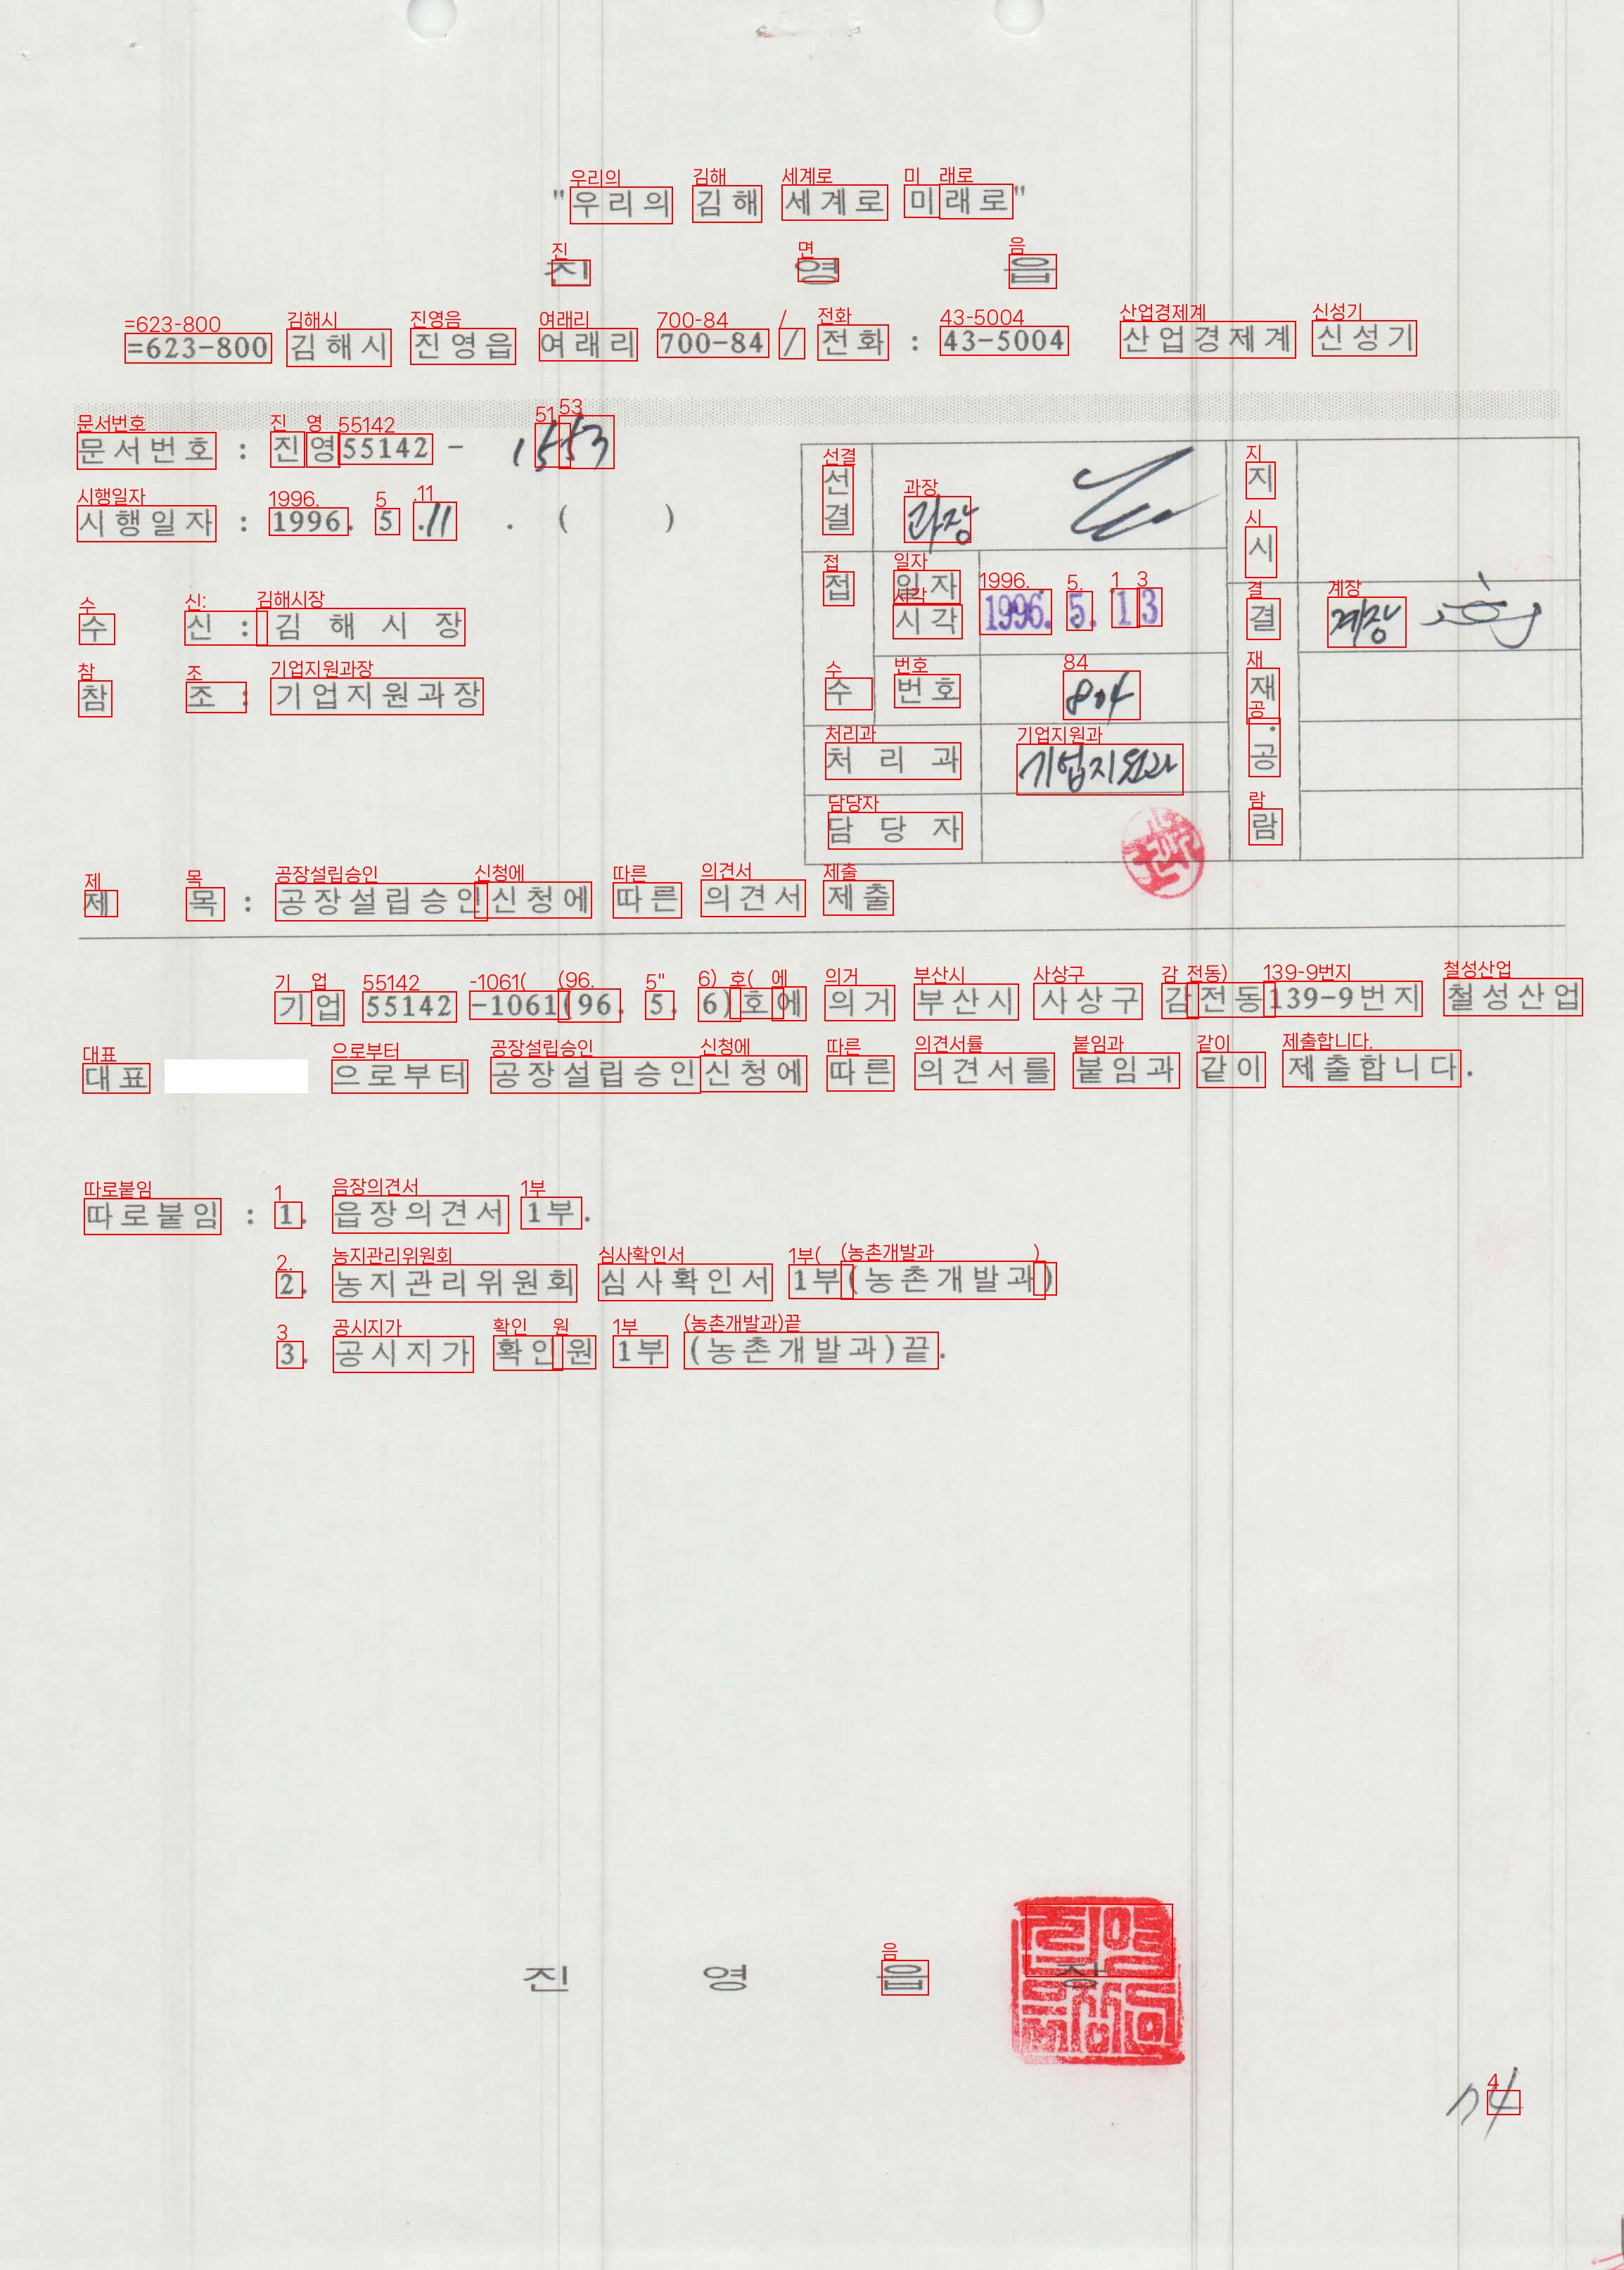 "우리의 김해 세계로 미래로"
진 영 읍
=623-800 김해시 진영읍 여래리 700-84 / 전화 : 43-5004 산업경제계 신성기
문서번호 : 진영55142 - 1553
시행일자 : 1996. 5 .11 . ( )
수 신 : 김 해 시 장
참 조 : 기업지원과장
선결 과장 지시
접수 일자 시각 1996. 5. 13 결재·공람 계장
번호 804
처 리 과 기업지원과
담 당 자
제 목 : 공장설립승인신청에 따른 의견서 제출
기업 55142 -1061(96. 5. 6)호에 의거 부산시 사상구 감전동139-9번지 철성산업
대표 으로부터 공장설립승인신청에 따른 의견서를 붙임과 같이 제출합니다.
따로붙임 : 1. 읍장의견서 1부.
2. 농지관리위원회 심사확인서 1부(농촌개발과)
3. 공시지가 확인원 1부 (농촌개발과)끝.
진 영 읍 장
74